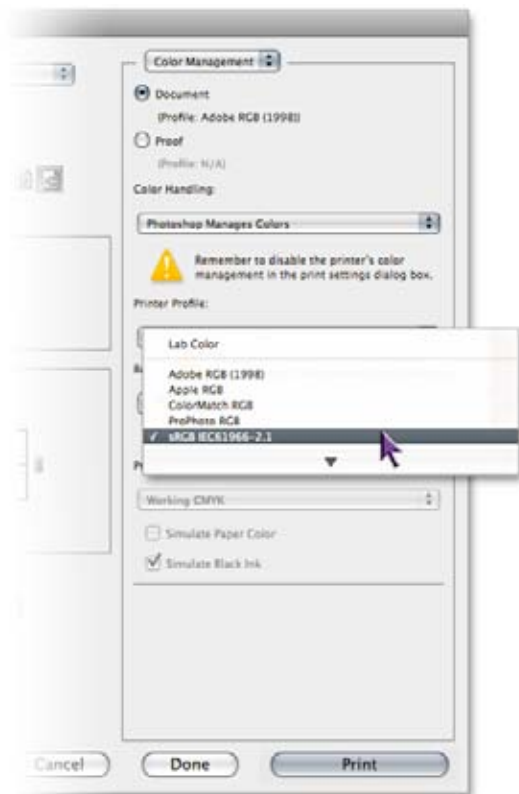 Color Management
Document
(Profile: Adobe RGB (1998))
Proof
(Profile: N/A)
Color Handling:
Photoshop Manages Colors
Remember to disable the printer's color
management in the print settings dialog box.
Printer Profile:
Lab Color
Adobe RGB (1998)
Apple RGB
ColorMatch RGB
ProPhoto RGB
✓ sRGB IEC61966-2.1
Working CMYK
Simulate Paper Color
Simulate Black Ink
Cancel
Done
Print